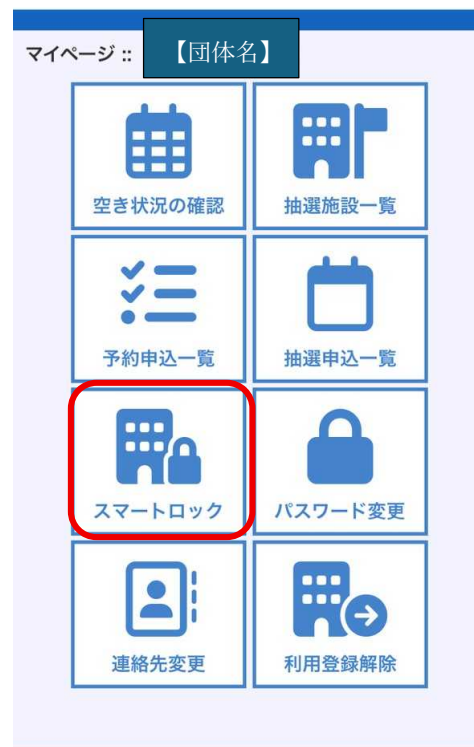 マイページ :: 【団体名】
空き状況の確認 抽選施設一覧
予約申込一覧 抽選申込一覧
スマートロック パスワード変更
連絡先変更 利用登録解除